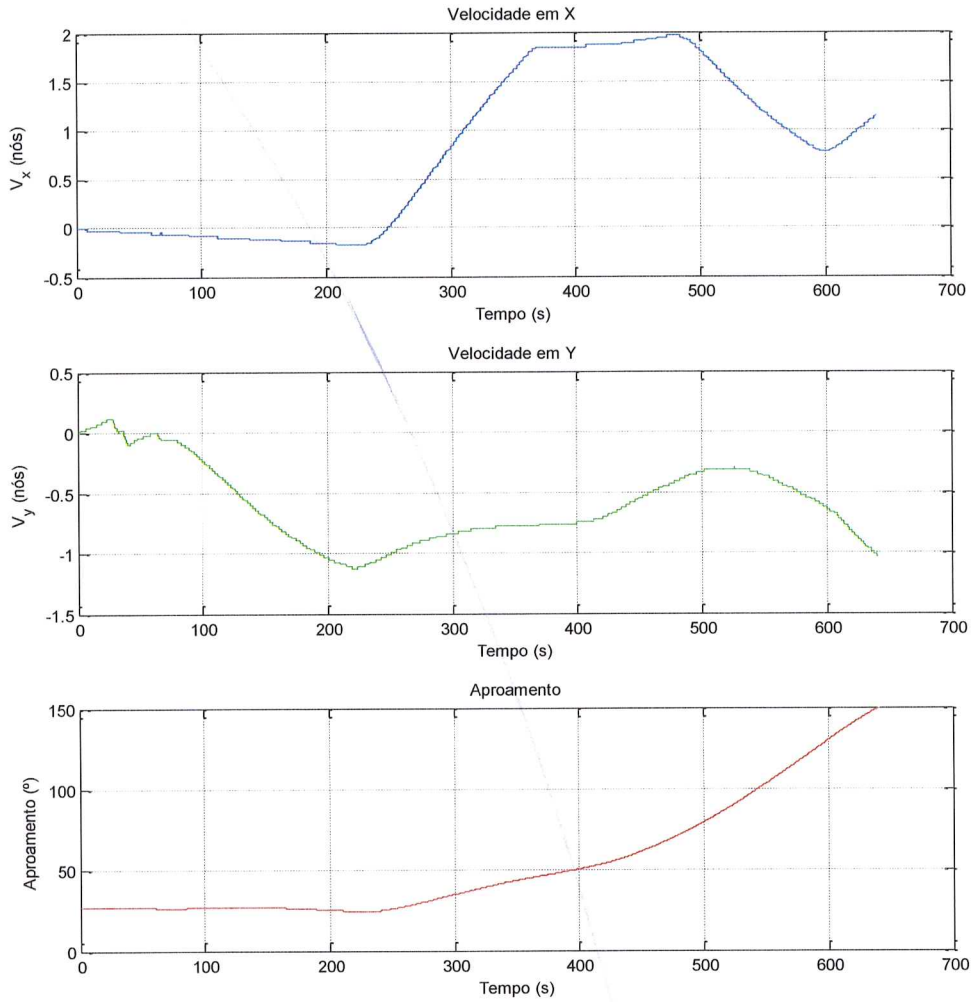 Velocidade em X
2
1.5
1
0.5
0
-0.5
V_x (nós)
0 100 200 300 400 500 600 700
Tempo (s)
Velocidade em Y
0.5
0
-0.5
-1
-1.5
V_y (nós)
0 100 200 300 400 500 600 700
Tempo (s)
Aproamento
150
100
50
0
Aproamento (º)
0 100 200 300 400 500 600 700
Tempo (s)